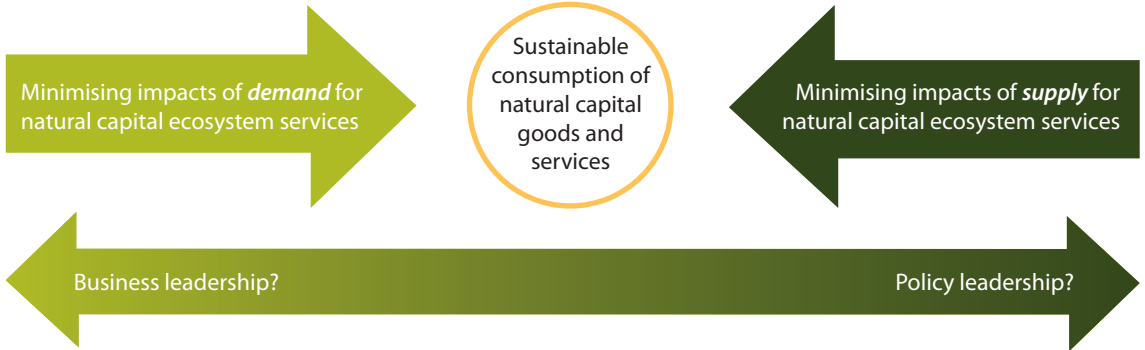 Minimising impacts of demand for
natural capital ecosystem services
Sustainable
consumption of
natural capital
goods and
services
Minimising impacts of supply for
natural capital ecosystem services
Business leadership?
Policy leadership?